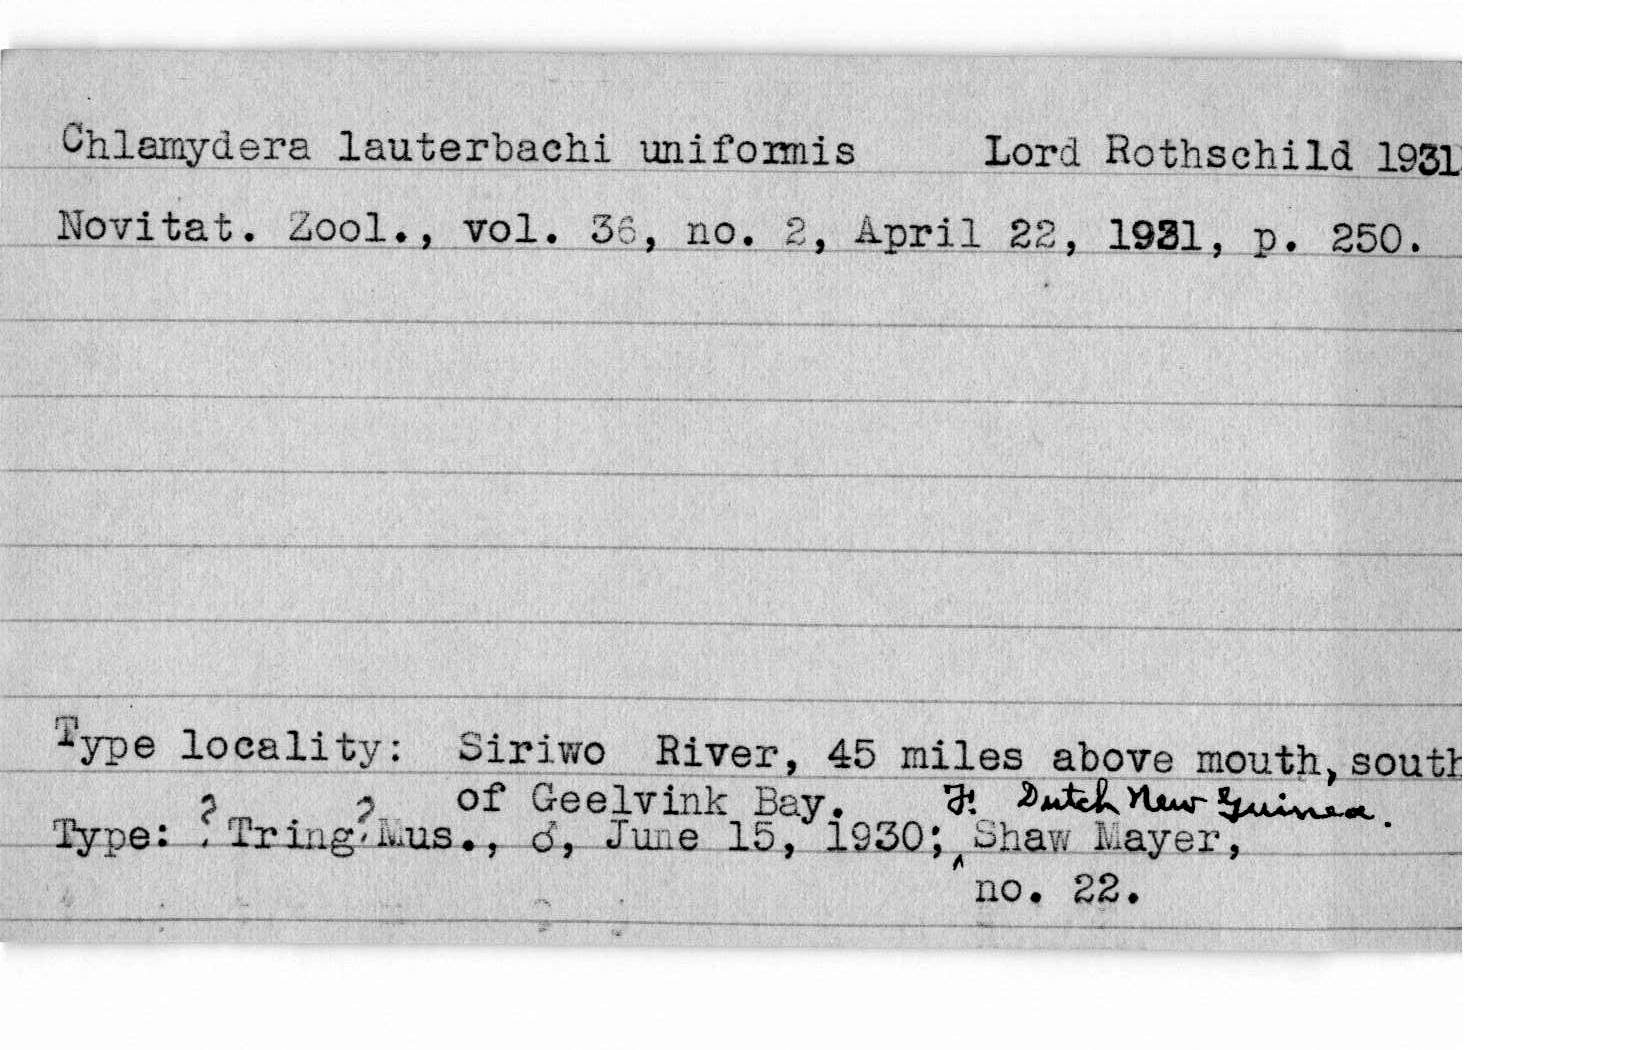 Chlamydera lauterbachi uniformis Lord Rothschild 1931
Novitat. Zool., vol. 36, no. 2, April 22, 1931, p. 250.
Type locality: Siriwo River, 45 miles above mouth, south
of Geelvink Bay. Dutch New Guinea.
Type: ? Tring ? Mus., ♂, June 15, 1930; ^ F. Shaw Mayer,
no. 22.